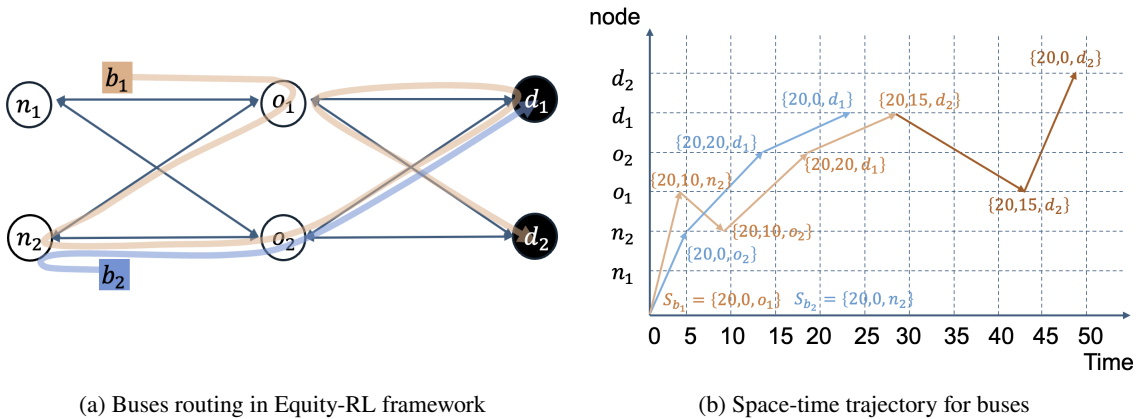 b₁
n₁
o₁
d₁
n₂
o₂
d₂
b₂
(a) Buses routing in Equity-RL framework
node
d₂
d₁
o₂
o₁
n₂
n₁
{20,0,d₂}
{20,0,d₁}
{20,15,d₂}
{20,20,d₁}
{20,20,d₁}
{20,10,n₂}
{20,15,d₂}
{20,10,o₂}
{20,0,o₂}
S_b₁ = {20,0,o₁} S_b₂ = {20,0,n₂}
0 5 10 15 20 25 30 35 40 45 50
Time
(b) Space-time trajectory for buses